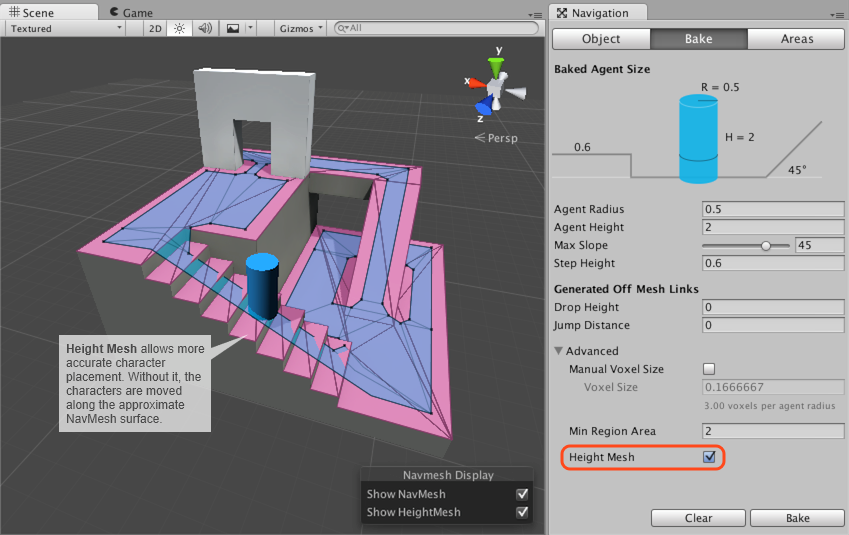 Scene
Game
Textured
2D
Gizmos
All
y
x
z
Persp
Height Mesh allows more
accurate character
placement. Without it, the
characters are moved
along the approximate
NavMesh surface.
Navmesh Display
Show NavMesh
Show HeightMesh
Navigation
Object
Bake
Areas
Baked Agent Size
R = 0.5
H = 2
0.6
45°
Agent Radius 0.5
Agent Height 2
Max Slope 45
Step Height 0.6
Generated Off Mesh Links
Drop Height 0
Jump Distance 0
Advanced
Manual Voxel Size
Voxel Size 0.1666667
3.00 voxels per agent radius
Min Region Area 2
Height Mesh
Clear
Bake